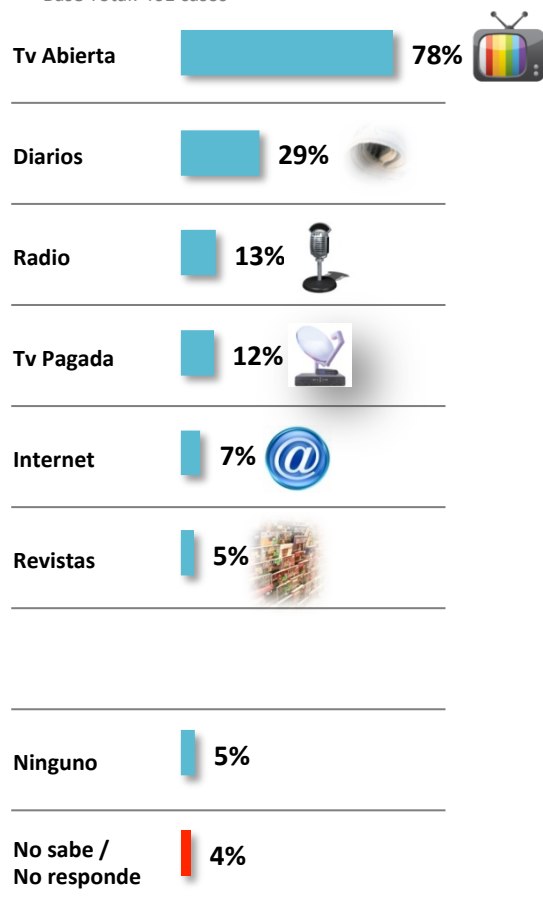 Tv Abierta
78%
Diarios
29%
Radio
13%
Tv Pagada
12%
Internet
7%
@
Revistas
5%
Ninguno
5%
No sabe /
No responde
4%